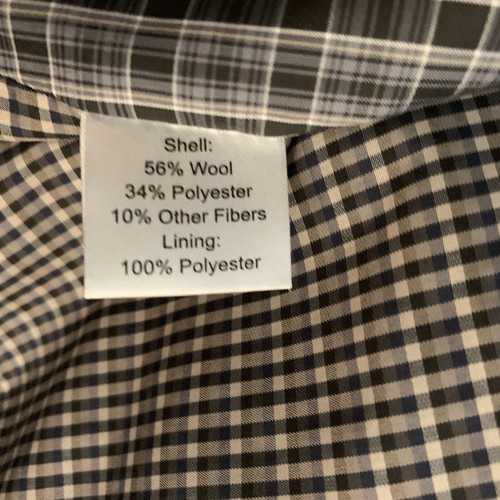 Shell:
56% Wool
34% Polyester
10% Other Fibers
Lining:
100% Polyester